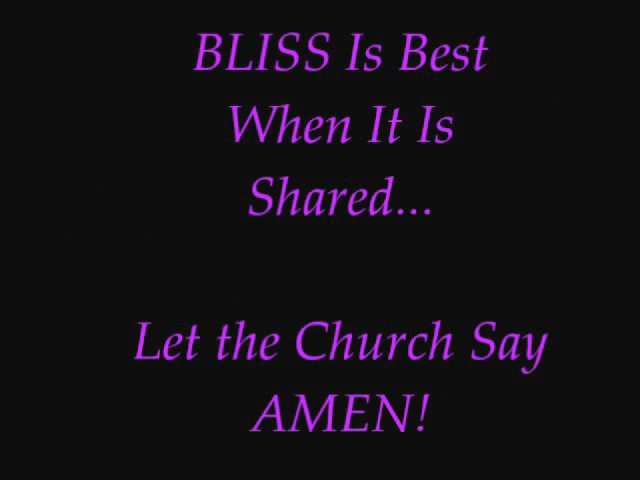 BLISS Is Best
When It Is
Shared...
Let the Church Say
AMEN!